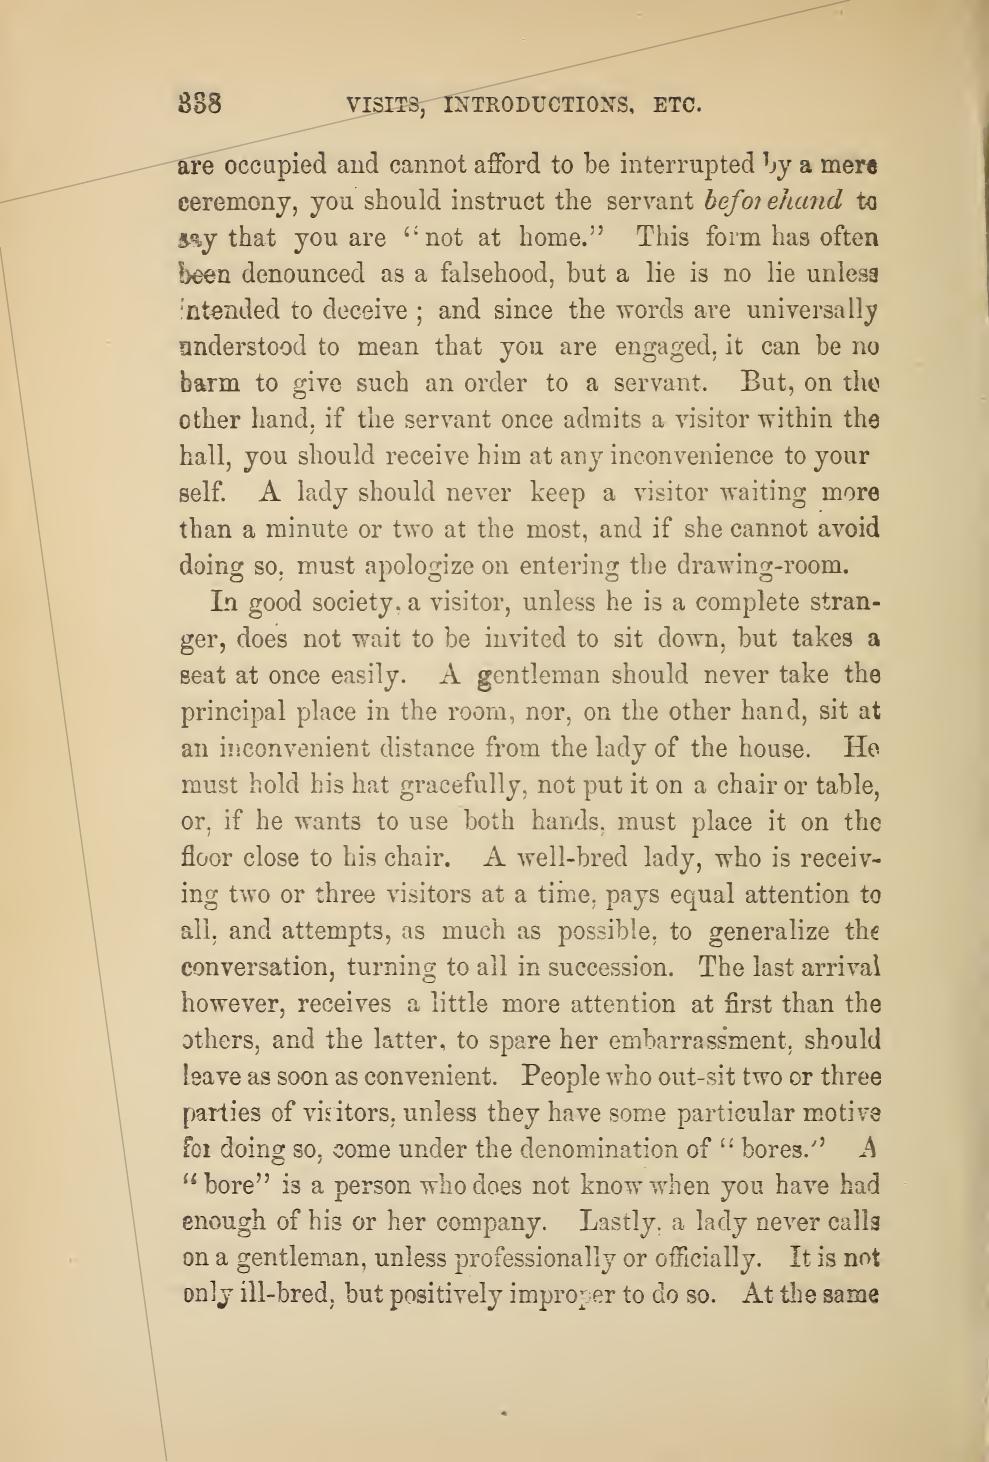 338 VISITS, INTRODUCTIONS, ETC.
are occupied and cannot afford to be interrupted by a mere
ceremony, you should instruct the servant beforehand to
say that you are “not at home.” This form has often
been denounced as a falsehood, but a lie is no lie unless
intended to deceive ; and since the words are universally
understood to mean that you are engaged, it can be no
harm to give such an order to a servant. But, on the
other hand, if the servant once admits a visitor within the
hall, you should receive him at any inconvenience to your
self. A lady should never keep a visitor waiting more
than a minute or two at the most, and if she cannot avoid
doing so, must apologize on entering the drawing-room.
In good society, a visitor, unless he is a complete stran-
ger, does not wait to be invited to sit down, but takes a
seat at once easily. A gentleman should never take the
principal place in the room, nor, on the other hand, sit at
an inconvenient distance from the lady of the house. He
must hold his hat gracefully, not put it on a chair or table,
or, if he wants to use both hands, must place it on the
floor close to his chair. A well-bred lady, who is receiv-
ing two or three visitors at a time, pays equal attention to
all, and attempts, as much as possible, to generalize the
conversation, turning to all in succession. The last arrival
however, receives a little more attention at first than the
others, and the latter, to spare her embarrassment, should
leave as soon as convenient. People who out-sit two or three
parties of visitors, unless they have some particular motive
for doing so, come under the denomination of “bores.” A
“bore” is a person who does not know when you have had
enough of his or her company. Lastly, a lady never calls
on a gentleman, unless professionally or officially. It is not
only ill-bred, but positively improper to do so. At the same